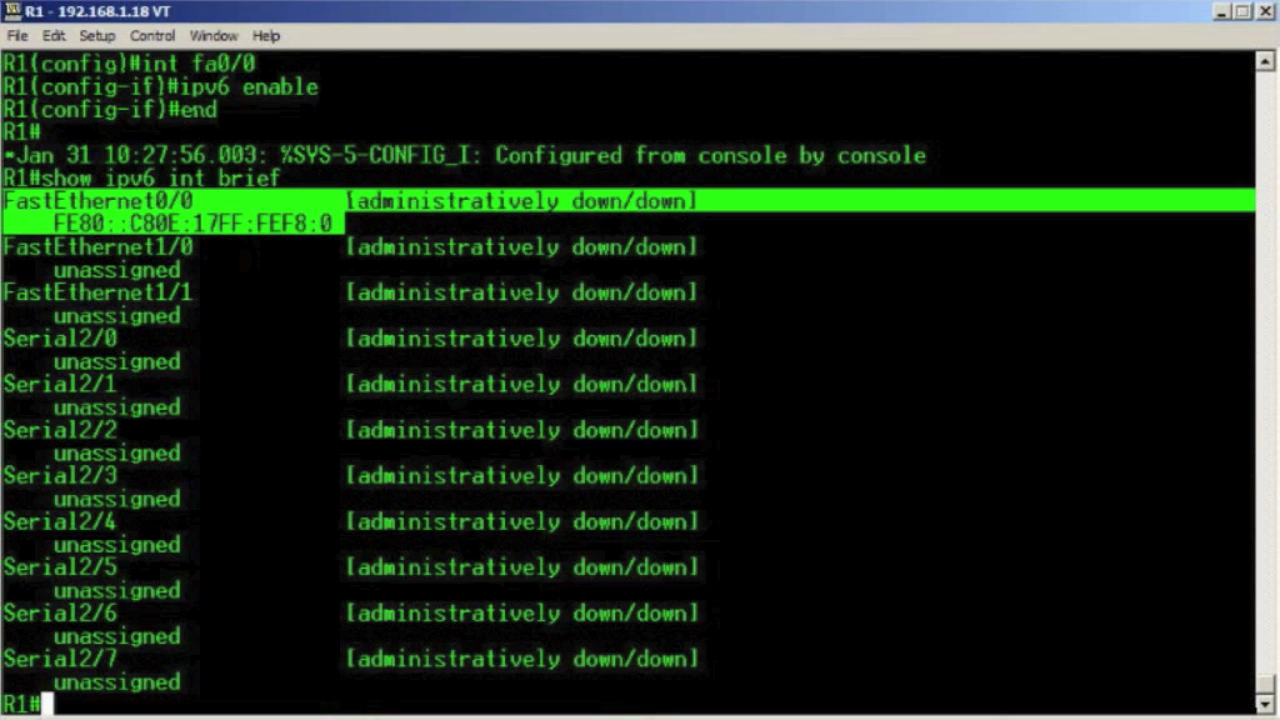 R1 - 192.168.1.18 VT
File Edit Setup Control Window Help
R1(config)#int fa0/0
R1(config-if)#ipv6 enable
R1(config-if)#end
R1#
*Jan 31 10:27:56.003: %SYS-5-CONFIG_I: Configured from console by console
R1#show ipv6 int brief
FastEthernet0/0 [administratively down/down]
FE80::C80E:17FF:FEF8:0
FastEthernet1/0 [administratively down/down]
unassigned
FastEthernet1/1 [administratively down/down]
unassigned
Serial2/0 [administratively down/down]
unassigned
Serial2/1 [administratively down/down]
unassigned
Serial2/2 [administratively down/down]
unassigned
Serial2/3 [administratively down/down]
unassigned
Serial2/4 [administratively down/down]
unassigned
Serial2/5 [administratively down/down]
unassigned
Serial2/6 [administratively down/down]
unassigned
Serial2/7 [administratively down/down]
unassigned
R1#